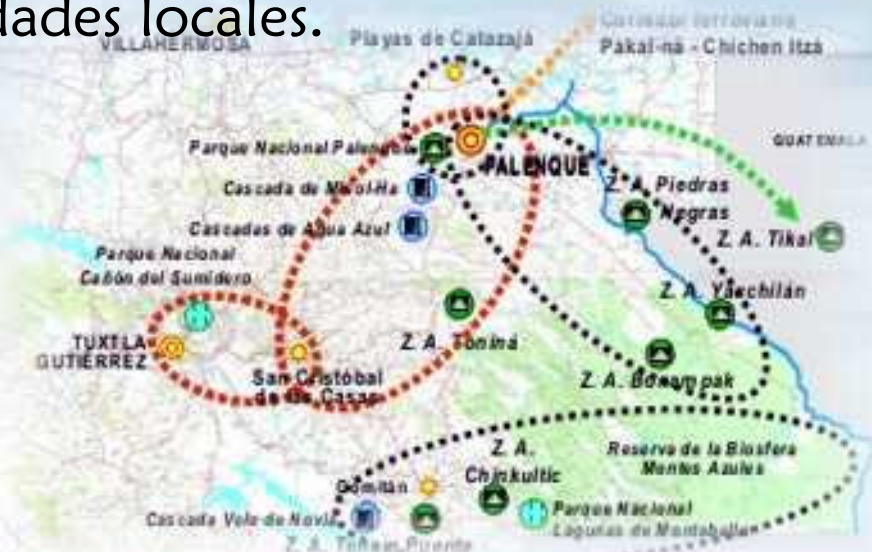 dades locales.
VILLAHERMOSA
Playas de Catazajá
Corredor terrestre
Pakal-ná - Chichen Itzá
GUATEMALA
Parque Nacional Palenque
PALENQUE
Cascada de Misol-Ha
Z. A. Piedras
Negras
Cascadas de Agua Azul
Z. A. Tikal
Parque Nacional
Cañón del Sumidero
Z. A. Yaxchilán
TUXTLA
GUTIÉRREZ
Z. A. Toniná
San Cristóbal
de las Casas
Z. A. Bonampak
Z. A.
Chinkultic
Reserva de la Biosfera
Montes Azules
Comitán
Parque Nacional
Lagunas de Montebello
Cascada Velo de Novia
Z. A. Tenam Puente